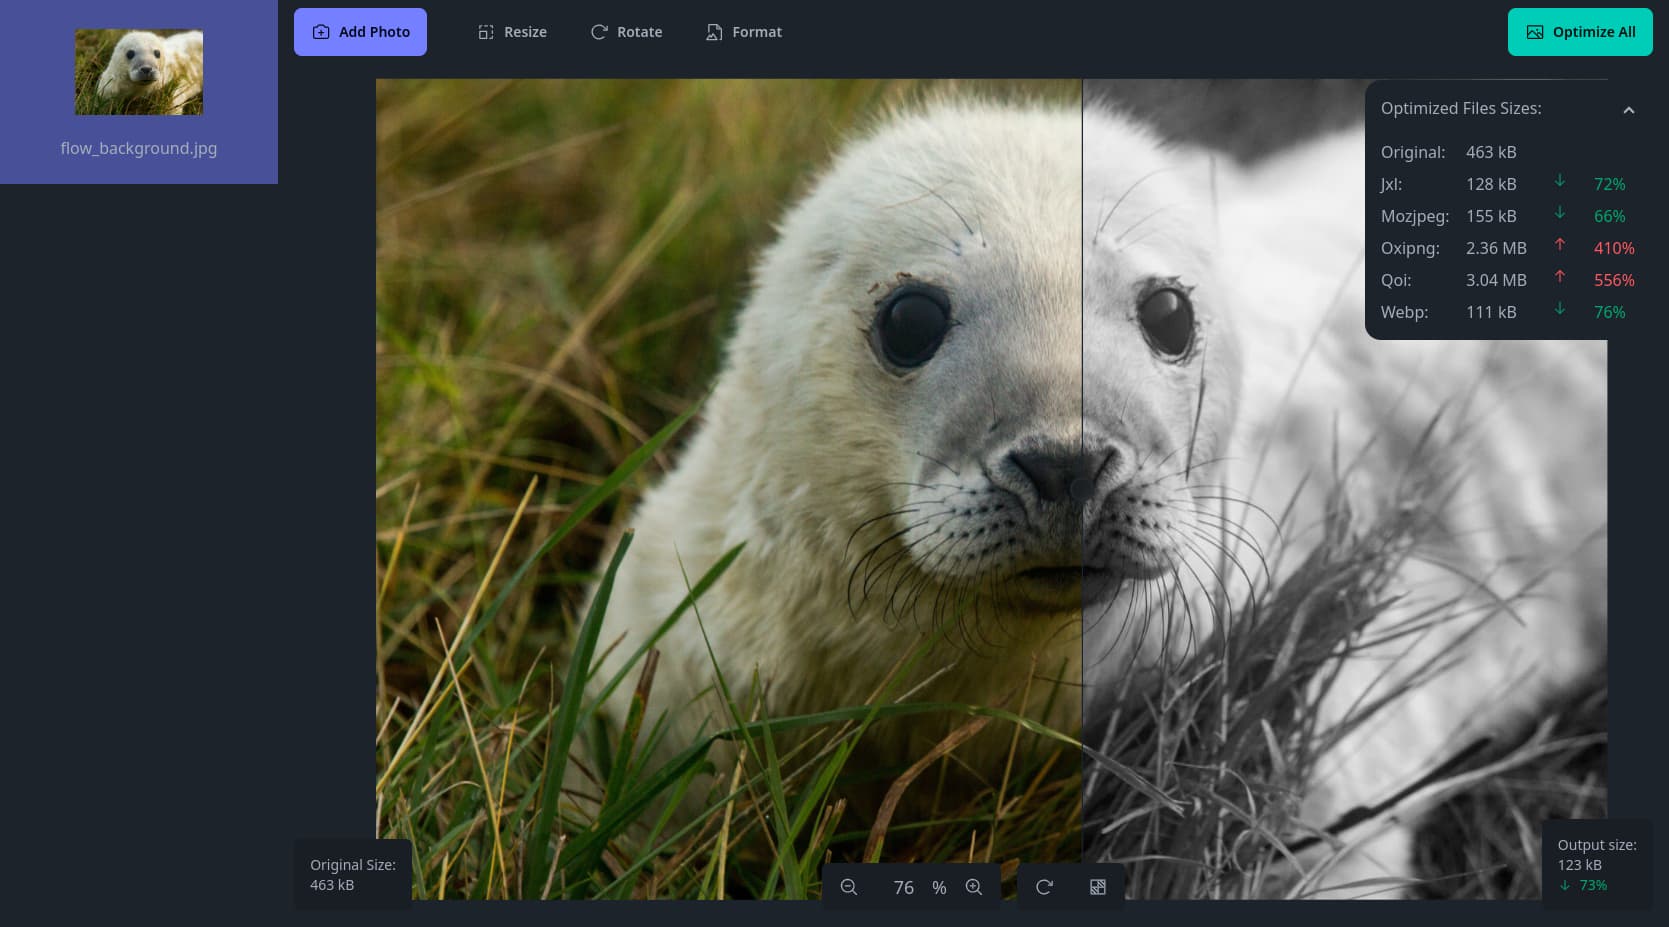 flow_background.jpg
Add Photo
Resize
Rotate
Format
Optimize All
Optimized Files Sizes:
Original: 463 kB
Jxl: 128 kB ↓ 72%
Mozjpeg: 155 kB ↓ 66%
Oxipng: 2.36 MB ↑ 410%
Qoi: 3.04 MB ↑ 556%
Webp: 111 kB ↓ 76%
Original Size:
463 kB
76 %
Output size:
123 kB
↓ 73%